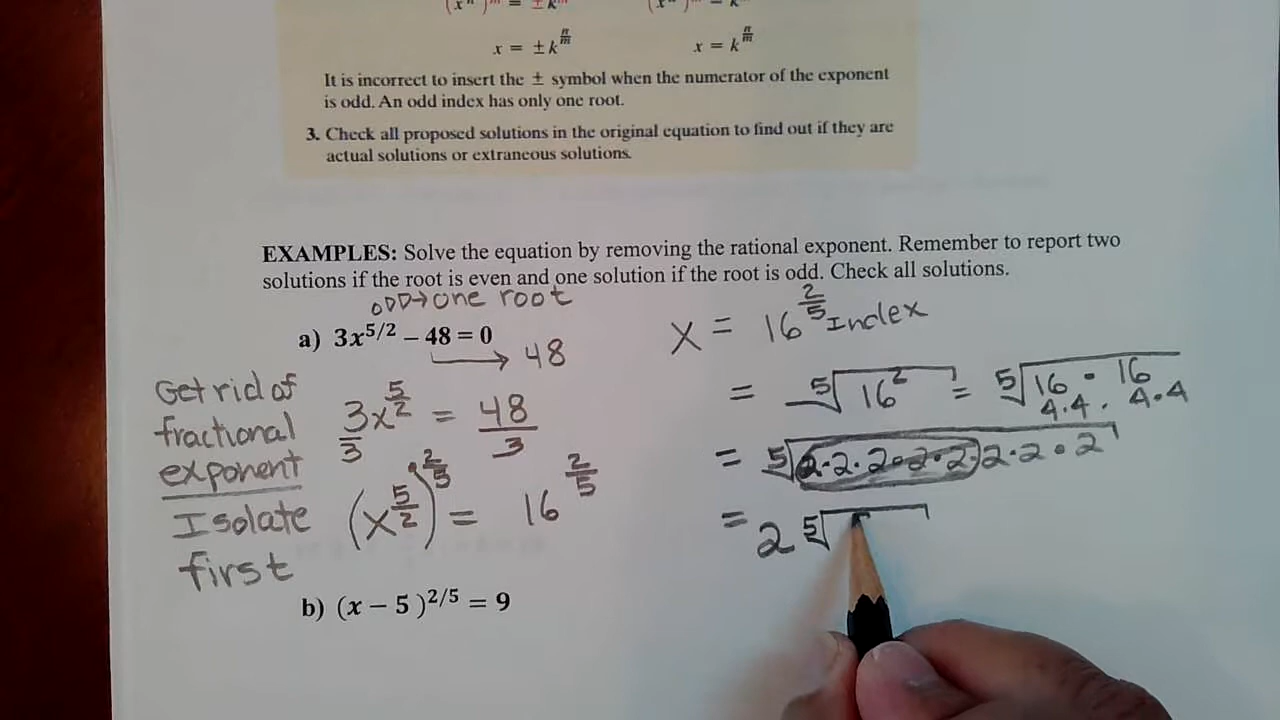 x = ±k^(n/m)    x = k^(n/m)
It is incorrect to insert the ± symbol when the numerator of the exponent
is odd. An odd index has only one root.
3. Check all proposed solutions in the original equation to find out if they are
actual solutions or extraneous solutions.
EXAMPLES: Solve the equation by removing the rational exponent. Remember to report two
solutions if the root is even and one solution if the root is odd. Check all solutions.
ODD→one root
a) 3x^5/2 – 48 = 0
→ 48
Get rid of
fractional
exponent
Isolate
first
3x^(5/2) = 48
3    3
(x^(5/2))^(2/5) = 16^(2/5)
b) (x – 5 )^2/5 = 9
x = 16^(2/5) Index
= ⁵√16² = ⁵√16 · 16
4·4 · 4·4
= ⁵√2·2·2·2·2·2·2·2
= 2 ⁵√